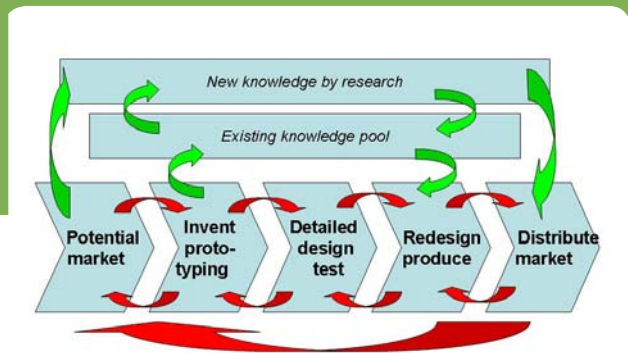 New knowledge by research
Existing knowledge pool
Potential
market
Invent
proto-
typing
Detailed
design
test
Redesign
produce
Distribute
market